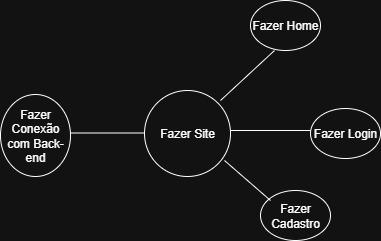 Fazer Home
Fazer
Conexão
com Back-
end
Fazer Site
Fazer Login
Fazer
Cadastro